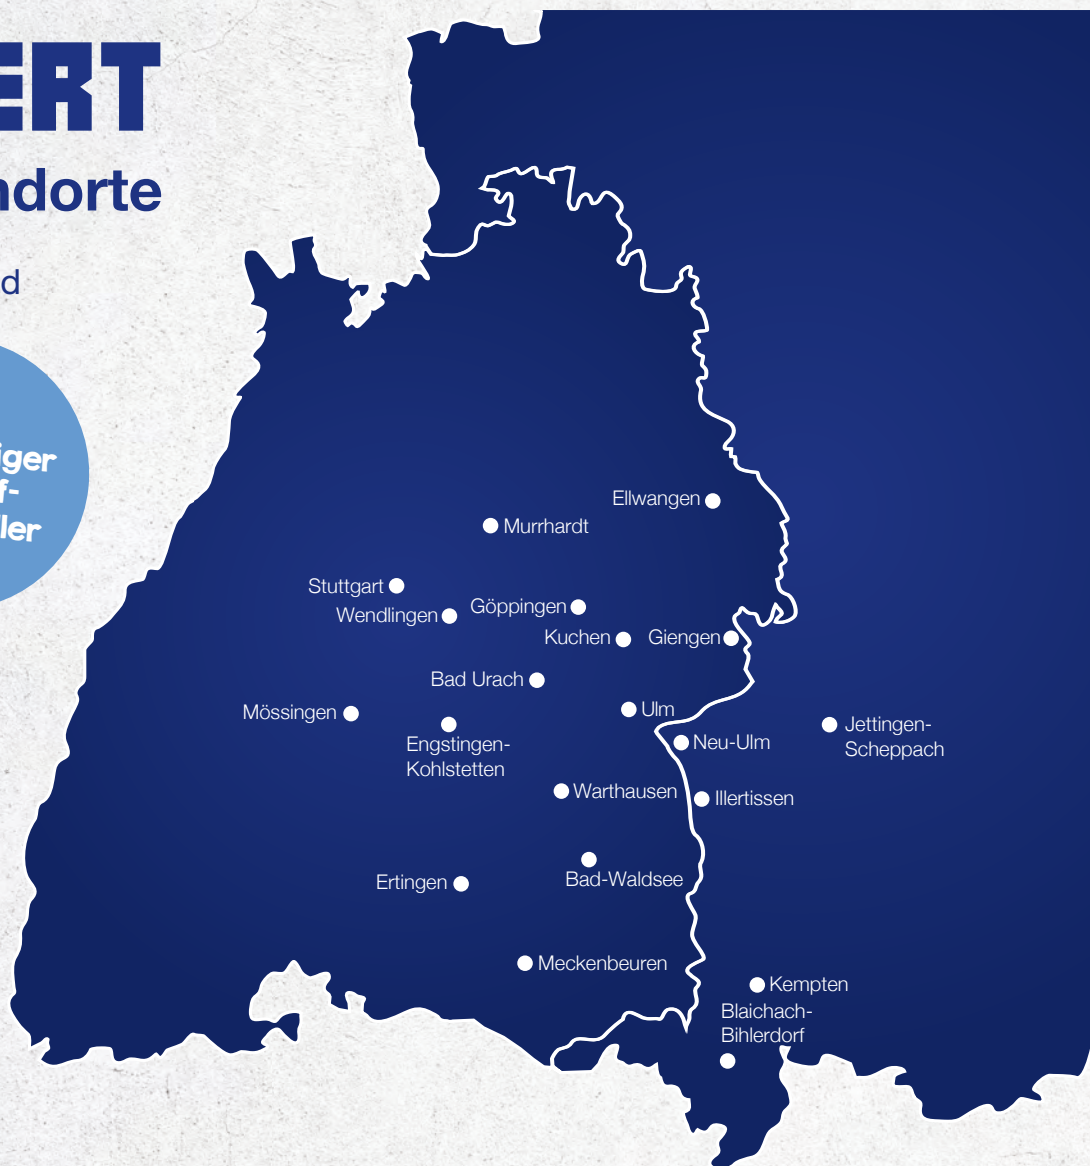 ERT
ndorte
d
iger
f-
ler
Ellwangen
Murrhardt
Stuttgart
Wendlingen
Göppingen
Kuchen
Giengen
Bad Urach
Mössingen
Ulm
Engstingen-
Kohlstetten
Neu-Ulm
Jettingen-
Scheppach
Warthausen
Illertissen
Bad-Waldsee
Ertingen
Meckenbeuren
Kempten
Blaichach-
Bihlerdorf